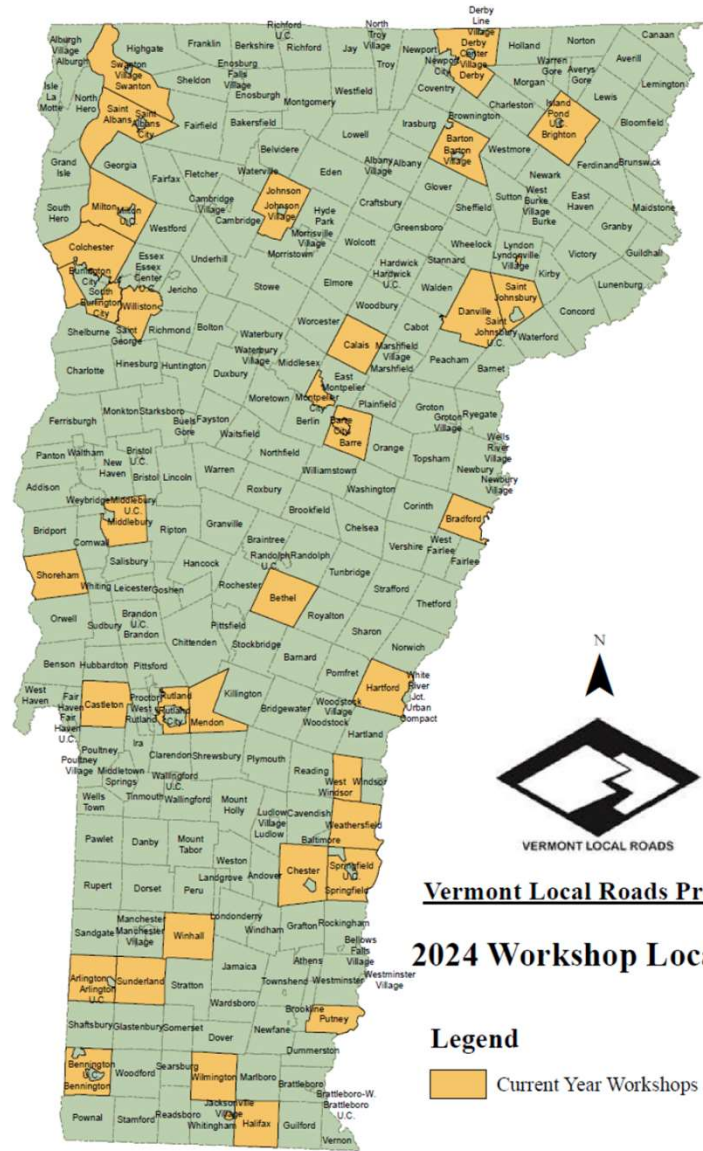 Derby
Line
Village
North
Troy
Village
Richford
U.C.
Alburgh
Village
Alburgh
Highgate
Franklin
Berkshire
Richford
Jay
Troy
Newport
Newport
City
Derby
Center
Village
Derby
Holland
Norton
Canaan
Averill
Warren
Gore
Averys
Gore
Lemington
Isle
La
Motte
North
Hero
Swanton
Village
Swanton
Sheldon
Enosburg
Falls
Village
Enosburgh
Montgomery
Westfield
Coventry
Morgan
Charleston
Island
Pond
U.C.
Brighton
Lewis
Bloomfield
Saint
Albans
Saint
Albans
City
Fairfield
Bakersfield
Lowell
Irasburg
Brownington
Barton
Barton
Village
Westmore
Ferdinand
Brunswick
Grand
Isle
Georgia
Fairfax
Fletcher
Belvidere
Waterville
Eden
Albany
Village
Albany
Glover
Newark
Maidstone
South
Hero
Milton
Milton
U.C.
Westford
Cambridge
Village
Cambridge
Johnson
Johnson
Village
Hyde
Park
Morrisville
Village
Morristown
Craftsbury
Greensboro
Wolcott
Sheffield
Sutton
West
Burke
Village
Burke
East
Haven
Granby
Guildhall
Colchester
Essex
Essex
Center
U.C.
Underhill
Jericho
Stowe
Elmore
Hardwick
Hardwick
U.C.
Stannard
Wheelock
Lyndon
Lyndonville
Village
Kirby
Victory
Lunenburg
Burlington
City
South
Burlington
City
Williston
Shelburne
Saint
George
Richmond
Bolton
Waterbury
Waterbury
Village
Worcester
Woodbury
Walden
Danville
Saint
Johnsbury
Saint
Johnsbury
U.C.
Concord
Waterford
Charlotte
Hinesburg
Huntington
Duxbury
Middlesex
Calais
Cabot
Marshfield
Village
Marshfield
Peacham
Barnet
Moretown
Montpelier
City
East
Montpelier
Plainfield
Ferrisburgh
Monkton
Starksboro
Buels
Gore
Fayston
Waitsfield
Berlin
Barre
City
Barre
Groton
Groton
Village
Ryegate
Panton
Waltham
New
Haven
Bristol
U.C.
Bristol
Lincoln
Warren
Northfield
Williamstown
Orange
Topsham
Wells
River
Village
Newbury
Newbury
Village
Addison
Weybridge
Middlebury
U.C.
Middlebury
Ripton
Granville
Roxbury
Brookfield
Washington
Chelsea
Corinth
Bradford
Bridport
Cornwall
Salisbury
Hancock
Braintree
Randolph
U.C.
Randolph
Tunbridge
Vershire
West
Fairlee
Fairlee
Shoreham
Whiting
Leicester
Goshen
Rochester
Bethel
Royalton
Strafford
Thetford
Orwell
Sudbury
Brandon
U.C.
Brandon
Chittenden
Pittsfield
Stockbridge
Sharon
Norwich
Benson
Hubbardton
Pittsford
Barnard
Pomfret
Hartford
White
River
Jct.
Urban
Compact
West
Haven
Fair
Haven
Fair
Haven
U.C.
Castleton
Proctor
West
Rutland
Rutland
Rutland
City
Mendon
Killington
Bridgewater
Woodstock
Village
Woodstock
Hartland
Poultney
Poultney
Village
Ira
Clarendon
Shrewsbury
Plymouth
Reading
West
Windsor
Windsor
Middletown
Springs
Wells
Town
Tinmouth
Wallingford
U.C.
Wallingford
Mount
Holly
Ludlow
Village
Ludlow
Cavendish
Baltimore
Weathersfield
Pawlet
Danby
Mount
Tabor
Weston
Andover
Chester
Springfield
U.C.
Springfield
Rupert
Dorset
Peru
Landgrove
Londonderry
Windham
Grafton
Rockingham
Bellows
Falls
Village
Sandgate
Manchester
Manchester
Village
Winhall
Jamaica
Athens
Townshend
Westminster
Westminster
Village
Arlington
Arlington
U.C.
Sunderland
Stratton
Wardsboro
Brookline
Newfane
Putney
Shaftsbury
Glastenbury
Somerset
Dover
Dummerston
Bennington
Bennington
Woodford
Searsburg
Wilmington
Marlboro
Brattleboro
Brattleboro-W.
Brattleboro
U.C.
Pownal
Stamford
Readsboro
Jacksonville
Village
Whitingham
Halifax
Guilford
Vernon
N
VERMONT LOCAL ROADS
Vermont Local Roads Pr
2024 Workshop Loca
Legend
Current Year Workshops